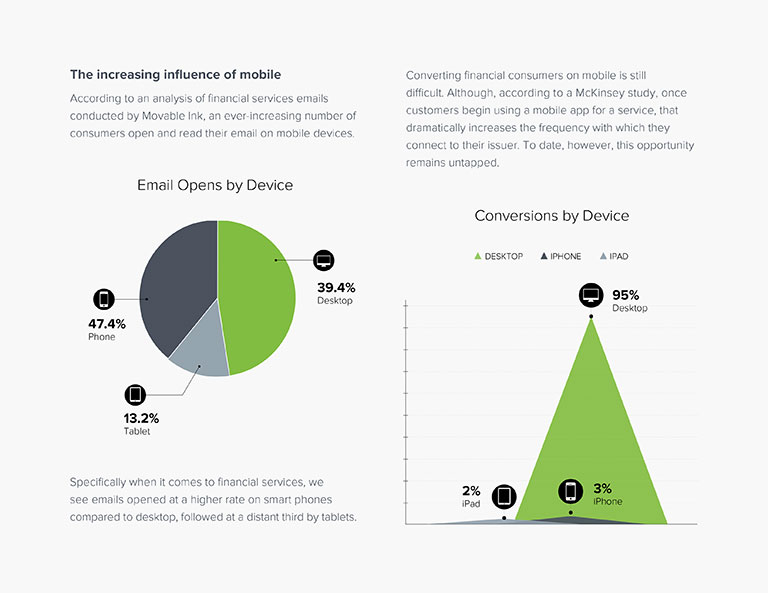 The increasing influence of mobile
According to an analysis of financial services emails
conducted by Movable Ink, an ever-increasing number of
consumers open and read their email on mobile devices.
Email Opens by Device
39.4%
Desktop
47.4%
Phone
13.2%
Tablet
Specifically when it comes to financial services, we
see emails opened at a higher rate on smart phones
compared to desktop, followed at a distant third by tablets.
Converting financial consumers on mobile is still
difficult. Although, according to a McKinsey study, once
customers begin using a mobile app for a service, that
dramatically increases the frequency with which they
connect to their issuer. To date, however, this opportunity
remains untapped.
Conversions by Device
DESKTOP IPHONE IPAD
95%
Desktop
2%
iPad
3%
iPhone